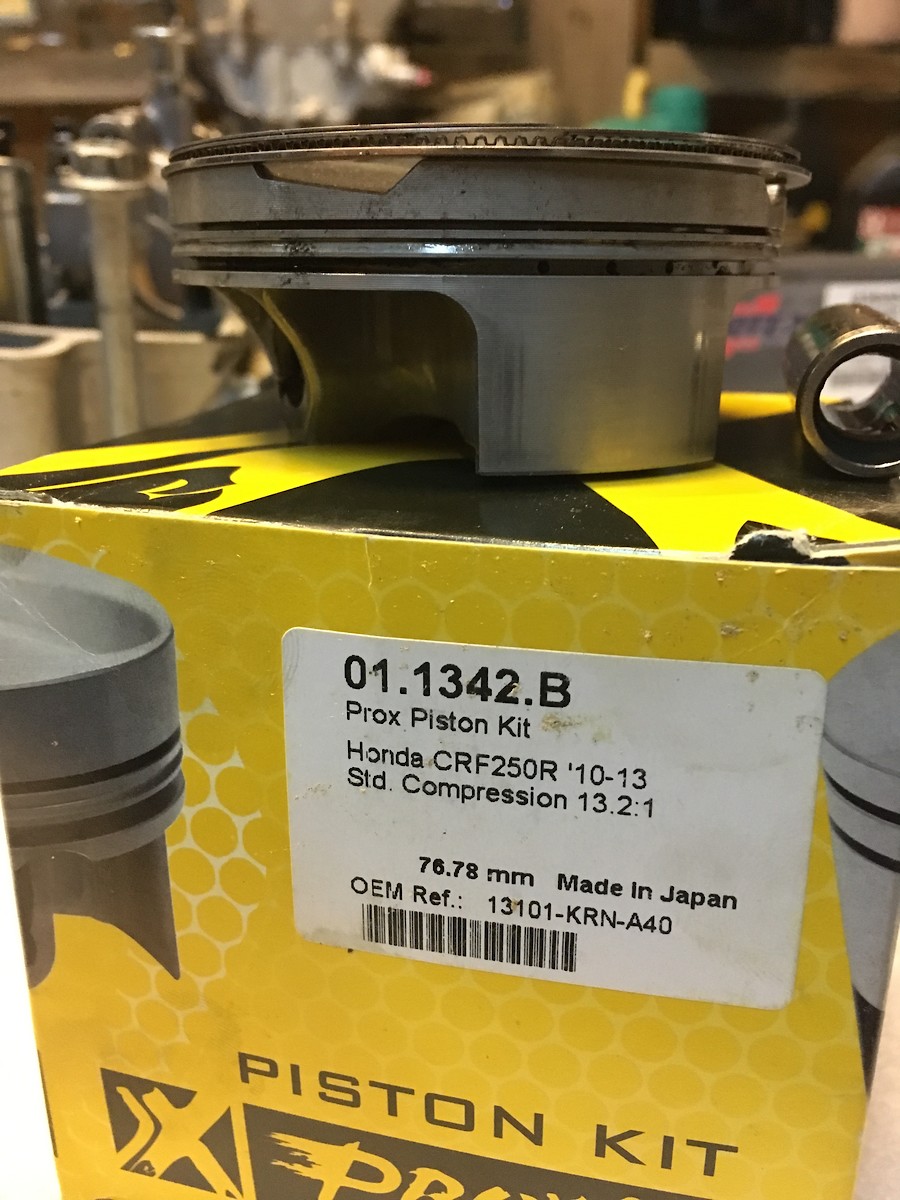 01.1342.B
Prox Piston Kit
Honda CRF250R '10-13
Std. Compression 13.2:1
76.78 mm Made In Japan
OEM Ref.: 13101-KRN-A40
PISTON KIT
PROX